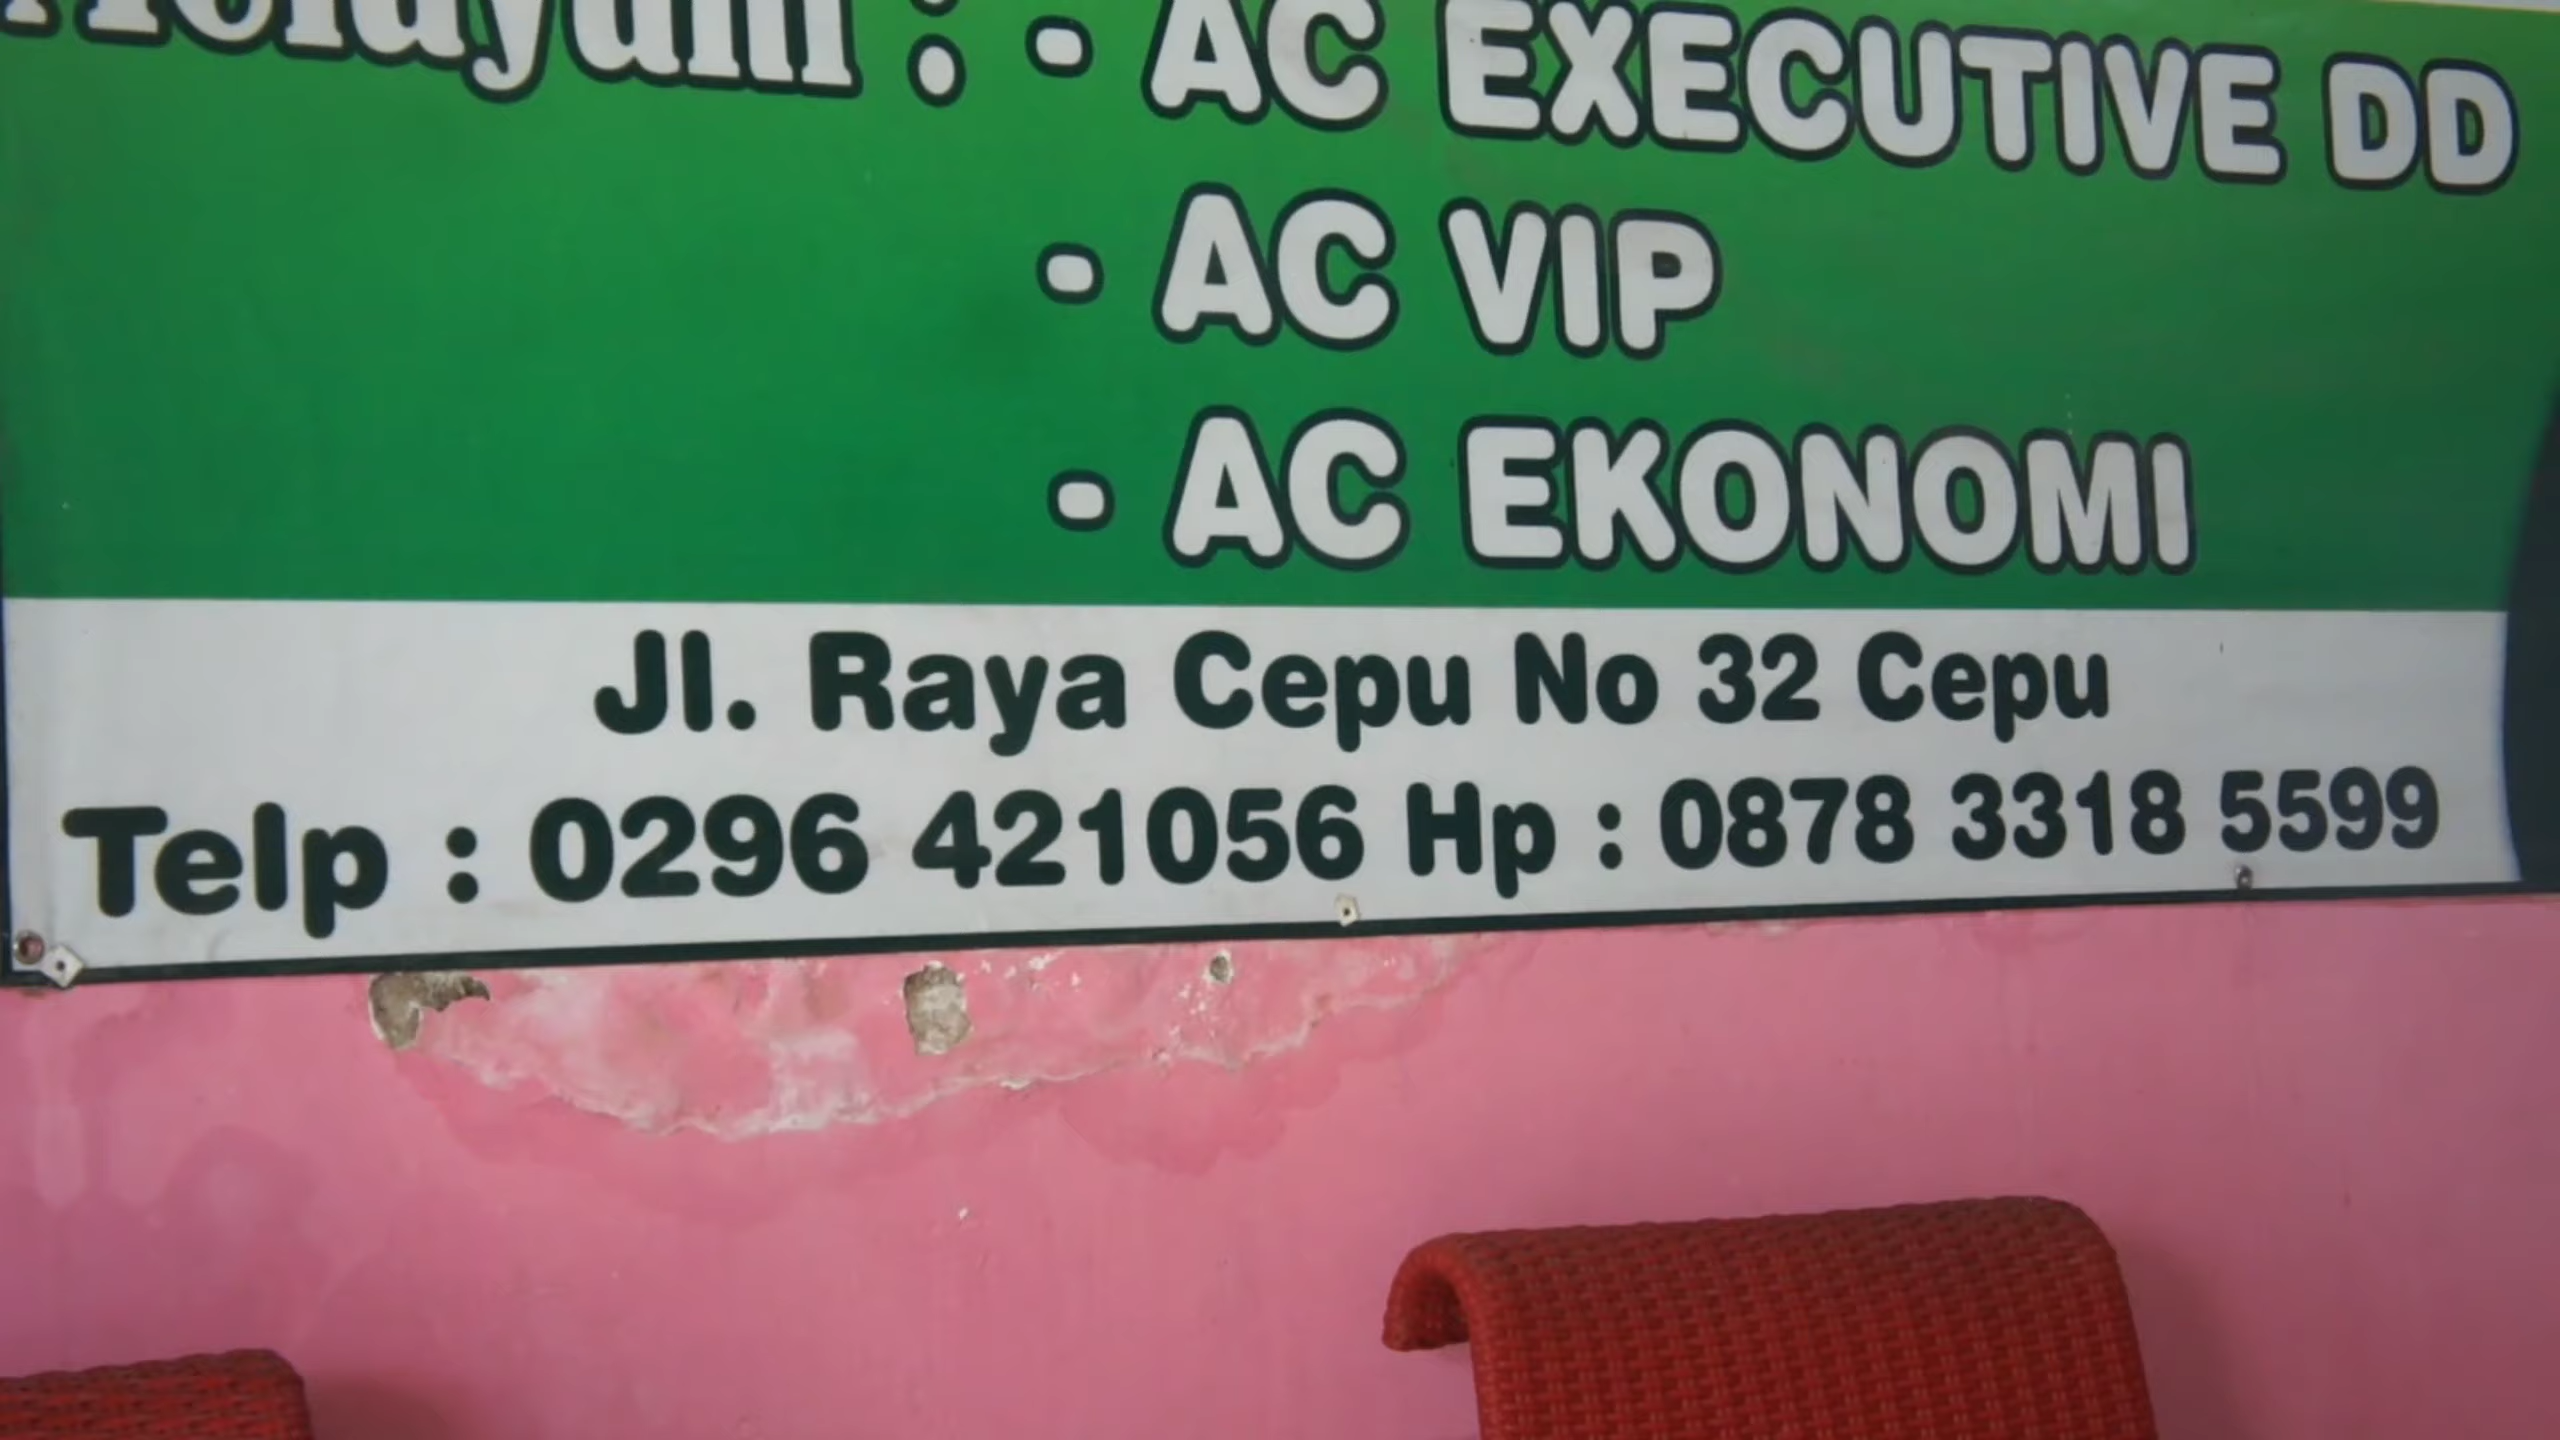 Melayani : - AC EXECUTIVE DD
- AC VIP
- AC EKONOMI
Jl. Raya Cepu No 32 Cepu
Telp : 0296 421056 Hp : 0878 3318 5599